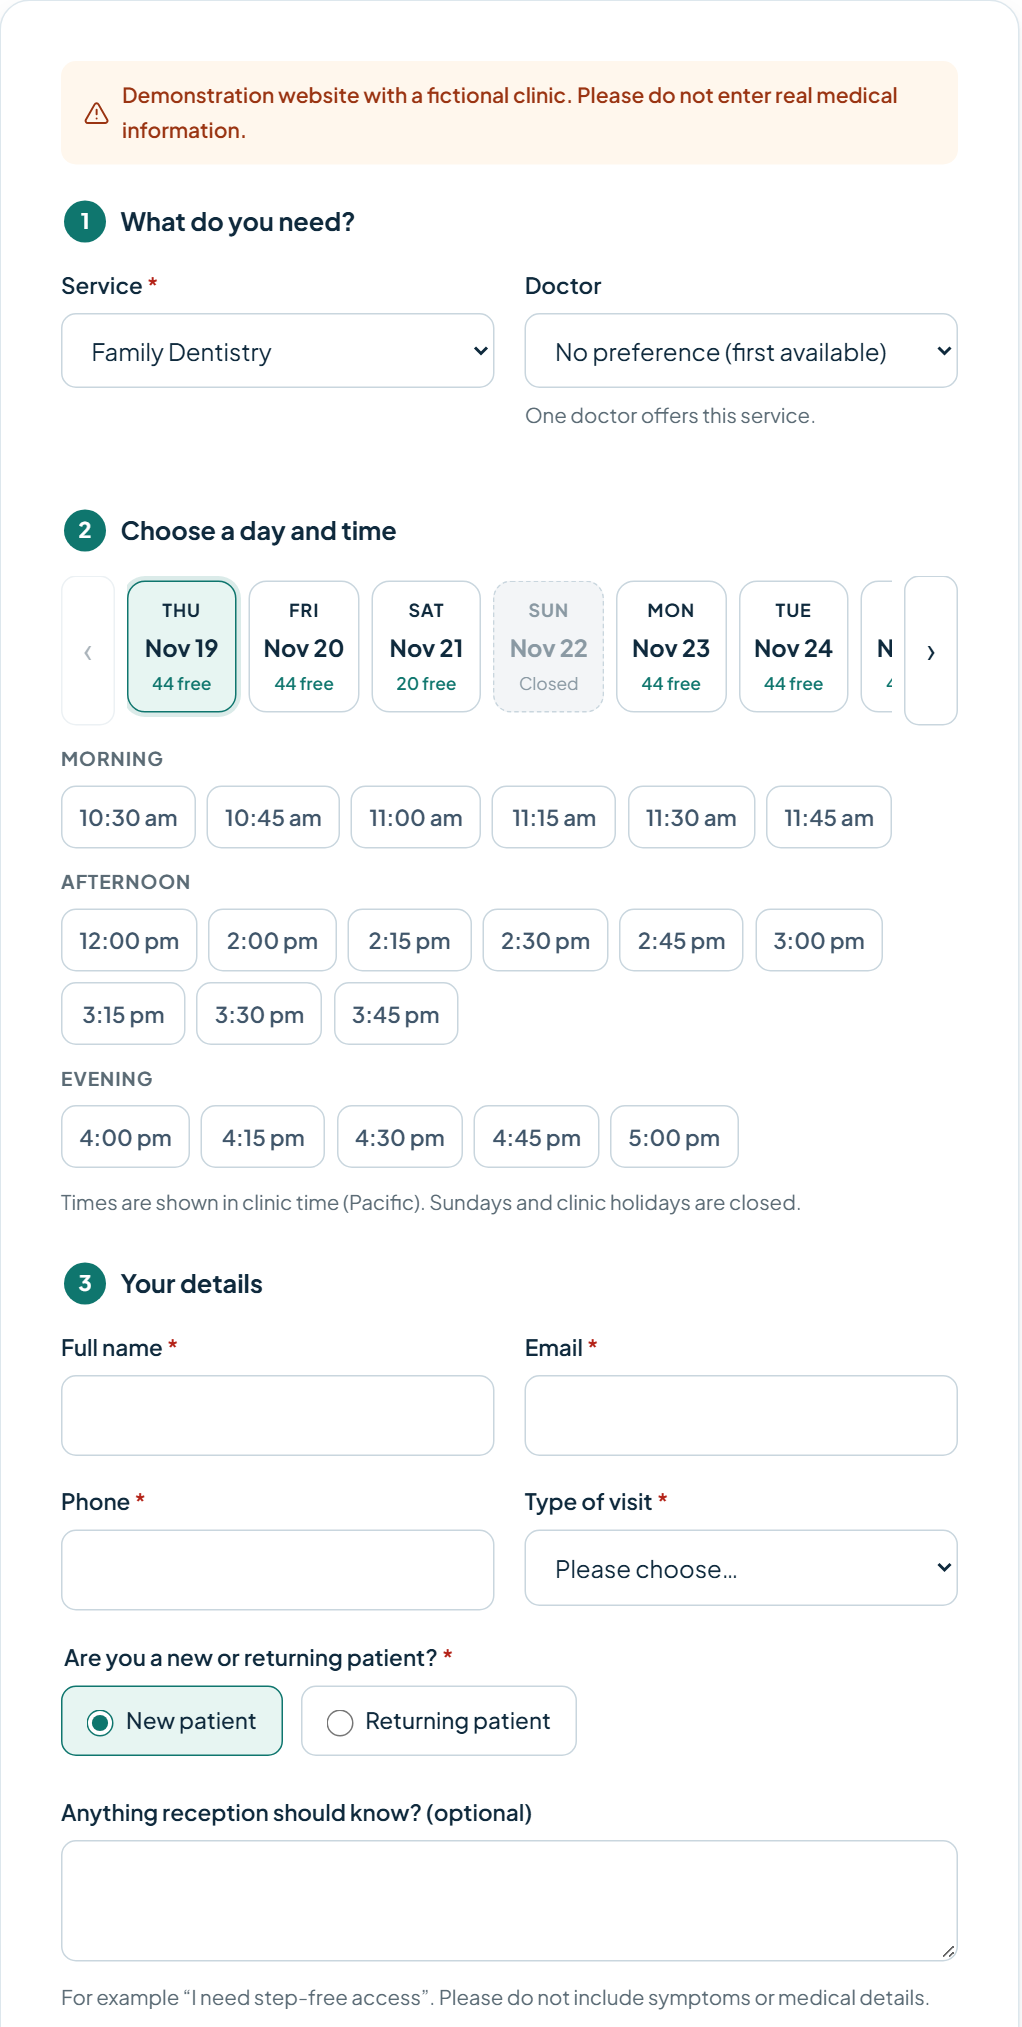 Demonstration website with a fictional clinic. Please do not enter real medical
information.
1 What do you need?
Service * Doctor
Family Dentistry No preference (first available)
One doctor offers this service.
2 Choose a day and time
‹ THU FRI SAT SUN MON TUE ›
Nov 19 Nov 20 Nov 21 Nov 22 Nov 23 Nov 24 N
44 free 44 free 20 free Closed 44 free 44 free
MORNING
10:30 am 10:45 am 11:00 am 11:15 am 11:30 am 11:45 am
AFTERNOON
12:00 pm 2:00 pm 2:15 pm 2:30 pm 2:45 pm 3:00 pm
3:15 pm 3:30 pm 3:45 pm
EVENING
4:00 pm 4:15 pm 4:30 pm 4:45 pm 5:00 pm
Times are shown in clinic time (Pacific). Sundays and clinic holidays are closed.
3 Your details
Full name * Email *
Phone * Type of visit *
Please choose...
Are you a new or returning patient? *
New patient Returning patient
Anything reception should know? (optional)
For example “I need step-free access”. Please do not include symptoms or medical details.